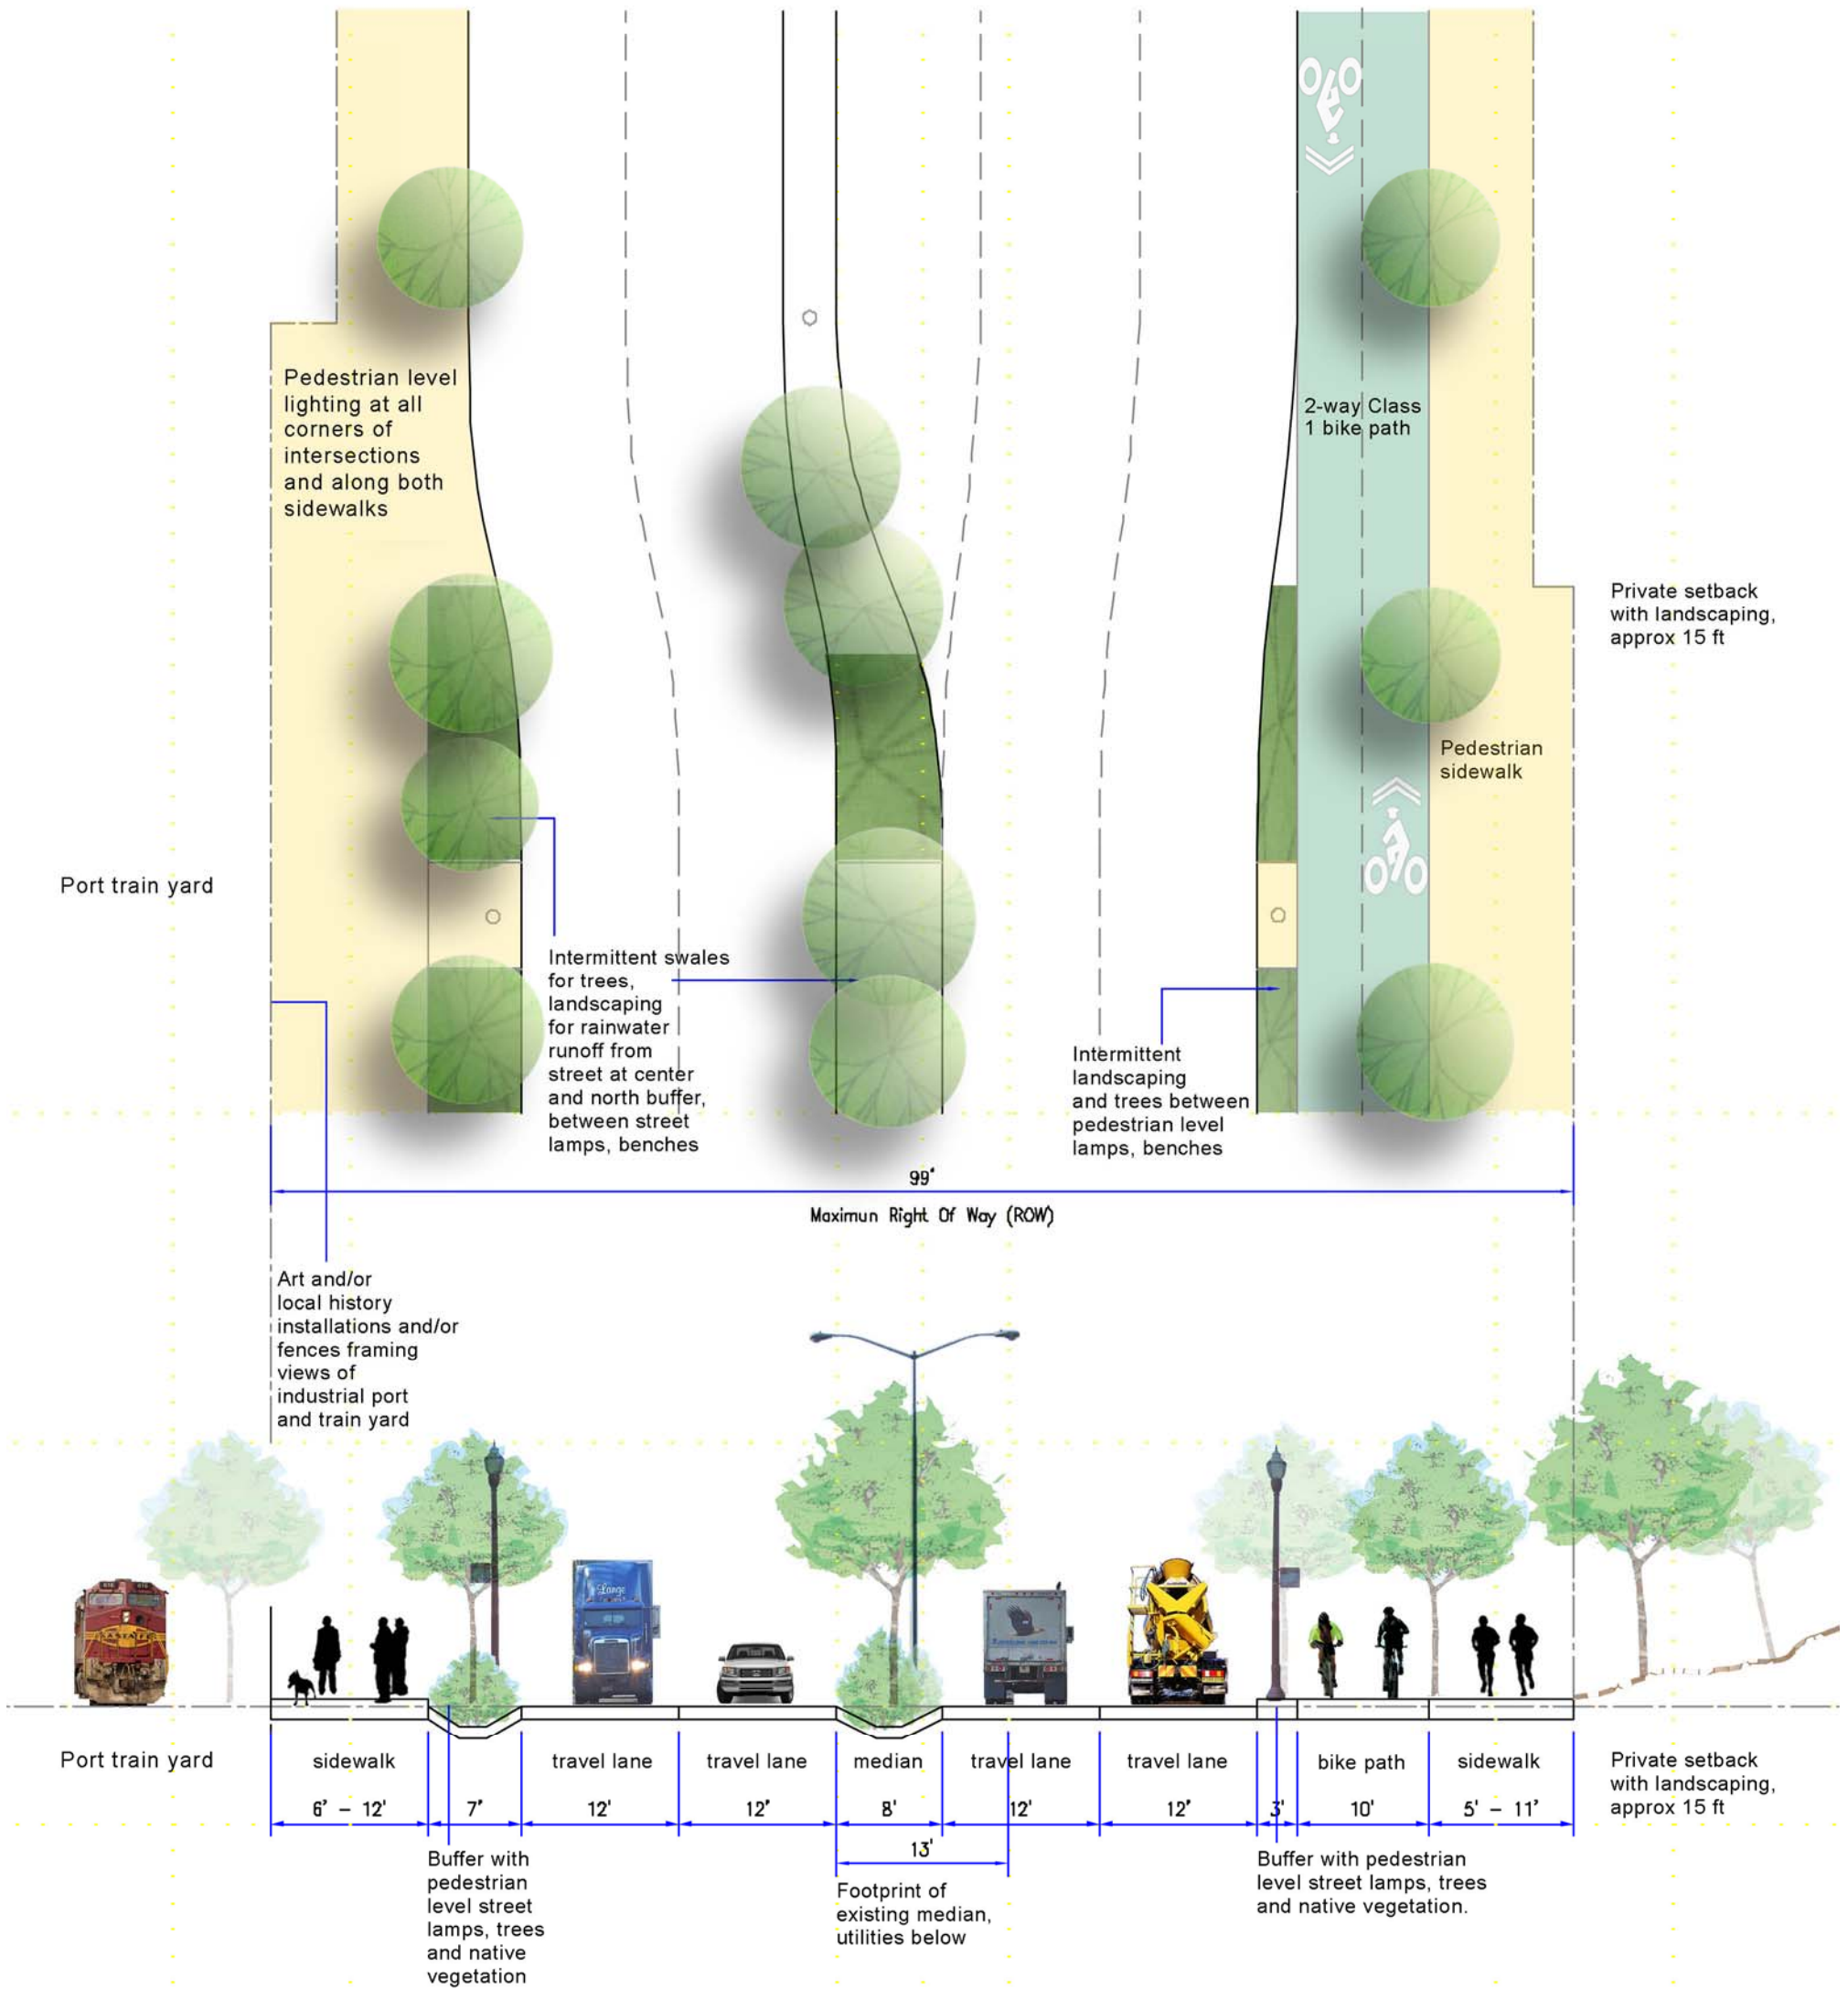 Pedestrian level
lighting at all
corners of
intersections
and along both
sidewalks
2-way Class
1 bike path
Private setback
with landscaping,
approx 15 ft
Pedestrian
sidewalk
Port train yard
Intermittent swales
for trees,
landscaping
for rainwater
runoff from
street at center
and north buffer,
between street
lamps, benches
Intermittent
landscaping
and trees between
pedestrian level
lamps, benches
99'
Maximun Right Of Way (ROW)
Art and/or
local history
installations and/or
fences framing
views of
industrial port
and train yard
Port train yard
sidewalk
travel lane
travel lane
median
travel lane
travel lane
bike path
sidewalk
Private setback
with landscaping,
approx 15 ft
6' - 12'
7'
12'
12'
8'
12'
12'
3'
10'
5' - 11'
13'
Buffer with
pedestrian
level street
lamps, trees
and native
vegetation
Footprint of
existing median,
utilities below
Buffer with pedestrian
level street lamps, trees
and native vegetation.